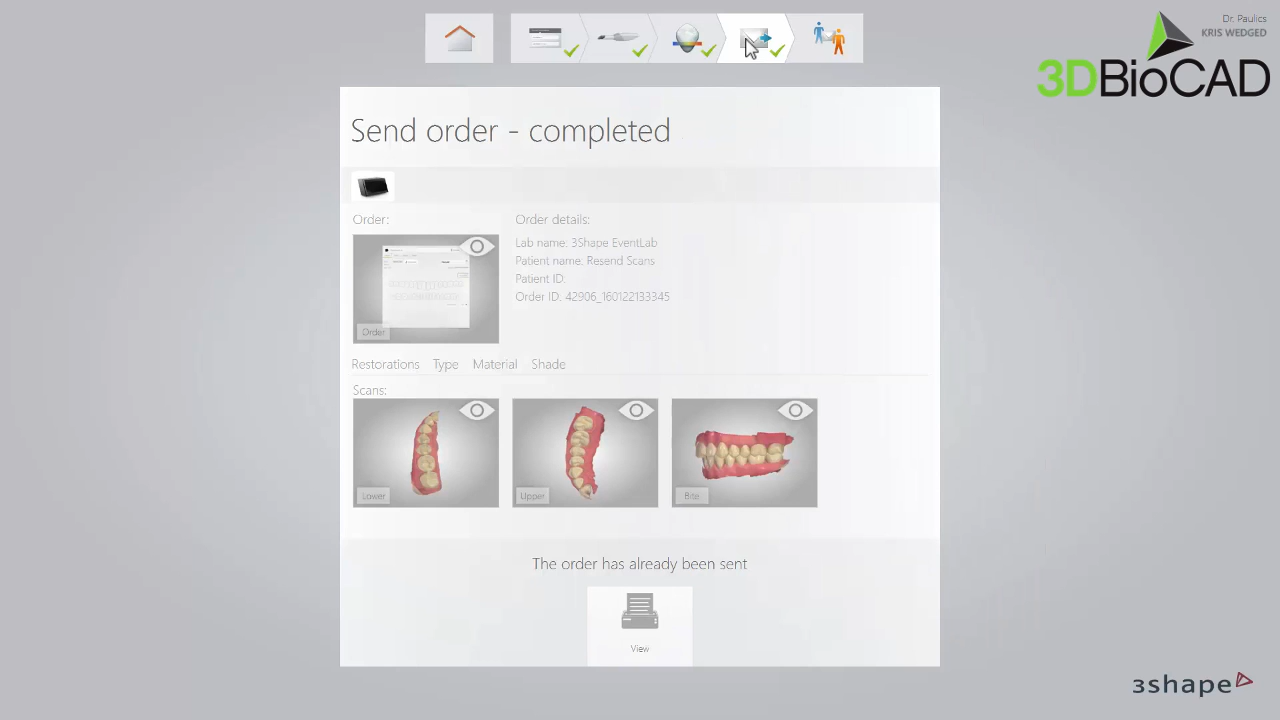 Dr. Paulics
KRIS WEDGED
3DBioCAD
Send order - completed
Order:
Order details:
Lab name: 3Shape EventLab
Patient name: Resend Scans
Patient ID:
Order ID: 42906_160122133345
Order
Restorations Type Material Shade
Scans:
Lower
Upper
Bite
The order has already been sent
View
3shape